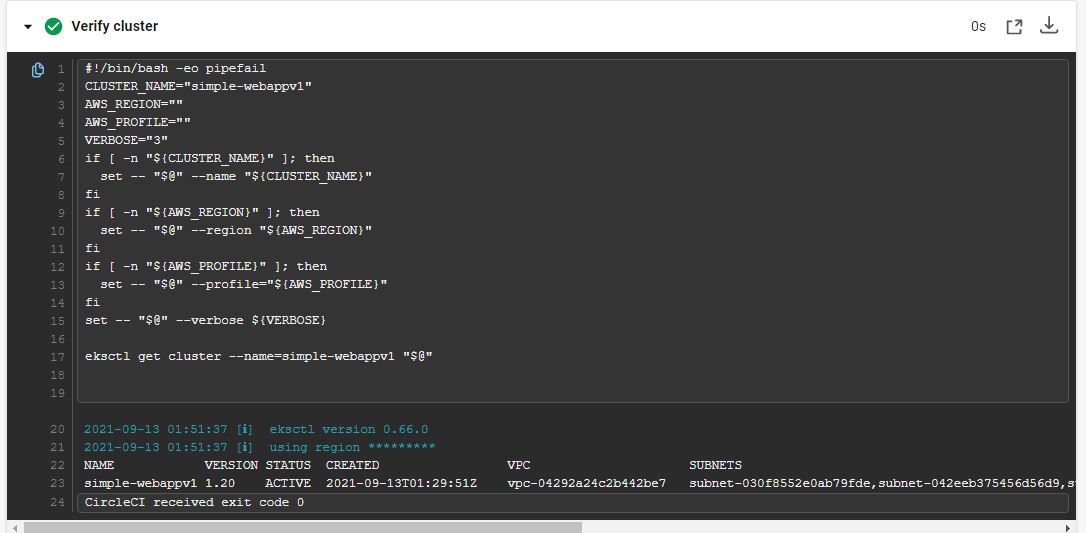 Verify cluster
0s
1 #!/bin/bash -eo pipefail
2 CLUSTER_NAME="simple-webappv1"
3 AWS_REGION=""
4 AWS_PROFILE=""
5 VERBOSE="3"
6 if [ -n "${CLUSTER_NAME}" ]; then
7   set -- "$@" --name "${CLUSTER_NAME}"
8 fi
9 if [ -n "${AWS_REGION}" ]; then
10   set -- "$@" --region "${AWS_REGION}"
11 fi
12 if [ -n "${AWS_PROFILE}" ]; then
13   set -- "$@" --profile="${AWS_PROFILE}"
14 fi
15 set -- "$@" --verbose ${VERBOSE}
16
17 eksctl get cluster --name=simple-webappv1 "$@"
18
19
20 2021-09-13 01:51:37 [ℹ]  eksctl version 0.66.0
21 2021-09-13 01:51:37 [ℹ]  using region *********
22 NAME VERSION STATUS CREATED VPC SUBNETS
23 simple-webappv1 1.20 ACTIVE 2021-09-13T01:29:51Z vpc-04292a24c2b442be7 subnet-030f8552e0ab79fde,subnet-042eeb375456d56d9,s
24 CircleCI received exit code 0